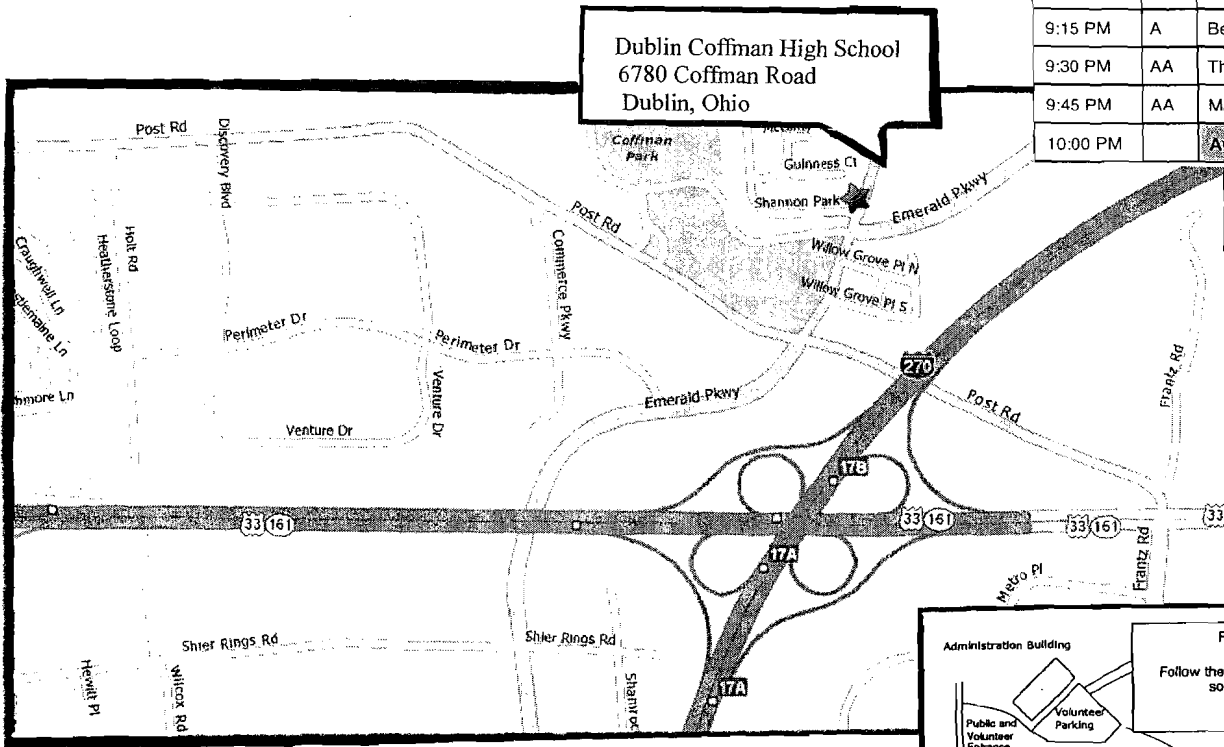 Dublin Coffman High School
6780 Coffman Road
Dublin, Ohio
9:15 PM A
9:30 PM AA
9:45 PM AA
10:00 PM
Post Rd
Discovery Blvd
Coffman
Park
Guinness Ct
Shannon Park
Emerald Pkwy
Post Rd
Willow Grove Pl N
Willow Grove Pl S
Holt Rd
Heatherstone Loop
Craughwell Ln
Commerce Pkwy
Perimeter Dr
Perimeter Dr
Venture Dr
Venture Dr
Emerald Pkwy
270
Post Rd
Frantz Rd
17B
33 161
33 161
33 161
33
17A
Frantz Rd
Metro Pl
Shier Rings Rd
Shier Rings Rd
Hewitt Pl
Wilcox Rd
17A
Administration Building
Follow the
Volunteer
Parking
Public and
Volunteer
Entrance